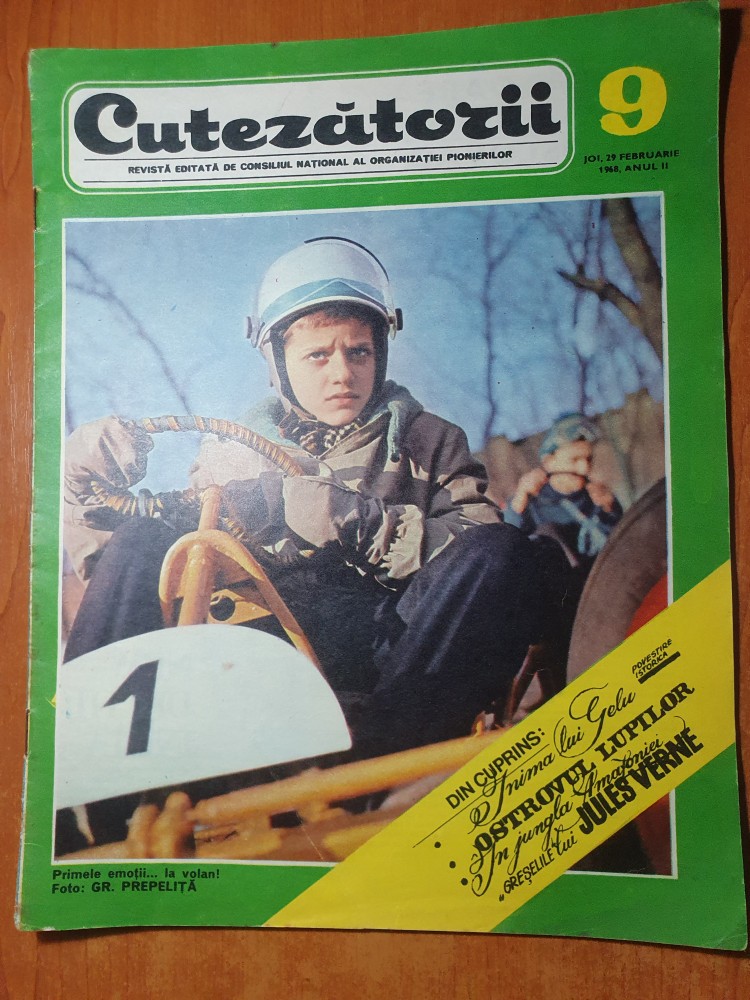 Cutezătorii
REVISTĂ EDITATĂ DE CONSILIUL NAȚIONAL AL ORGANIZAȚIEI PIONIERILOR
9
JOI, 29 FEBRUARIE
1968, ANUL II
1
DIN CUPRINS:
Inima lui Gelu
POVESTIRE
ISTORICA
OSTROVUL LUPILOR
În jungla Amazoniei
„GREȘELILE" lui JULES VERNE
Primele emoții... la volan!
Foto: GR. PREPELIȚĂ